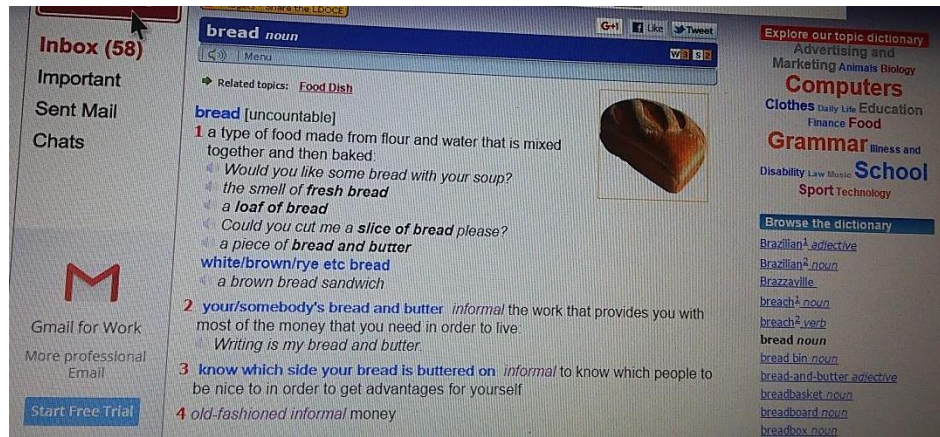 Share the LDOCE
Inbox (58)
Important
Sent Mail
Chats
M
Gmail for Work
More professional
Email
Start Free Trial
bread noun
G+1 Like Tweet
Menu
W3 S2
Related topics: Food Dish
bread [uncountable]
1 a type of food made from flour and water that is mixed
together and then baked:
Would you like some bread with your soup?
the smell of fresh bread
a loaf of bread
Could you cut me a slice of bread please?
a piece of bread and butter
white/brown/rye etc bread
a brown bread sandwich
2 your/somebody's bread and butter informal the work that provides you with
most of the money that you need in order to live:
Writing is my bread and butter.
3 know which side your bread is buttered on informal to know which people to
be nice to in order to get advantages for yourself
4 old-fashioned informal money
Explore our topic dictionary
Advertising and
Marketing Animals Biology
Computers
Clothes Daily Life Education
Finance Food
Grammar Illness and
Disability Law Music School
Sport Technology
Browse the dictionary
Brazilian1 adjective
Brazilian2 noun
Brazzaville
breach1 noun
breach2 verb
bread noun
bread bin noun
bread-and-butter adjective
breadbasket noun
breadboard noun
breadbox noun